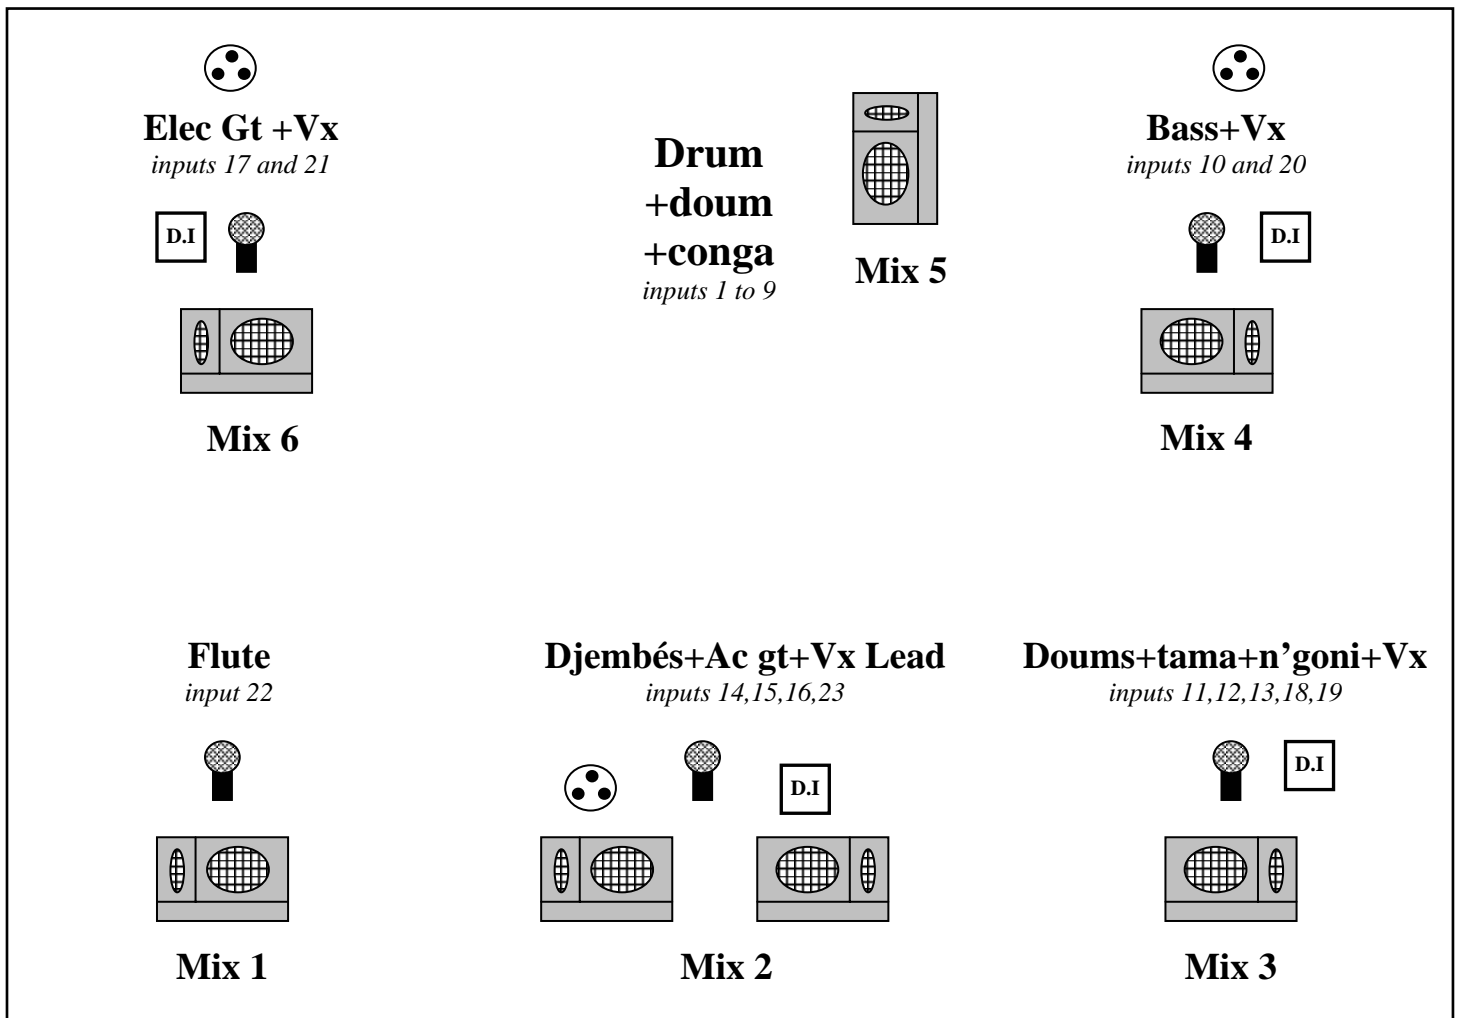 Elec Gt +Vx
inputs 17 and 21
D.I
Mix 6
Drum
+doum
+conga
inputs 1 to 9
Mix 5
Bass+Vx
inputs 10 and 20
D.I
Mix 4
Flute
input 22
Mix 1
Djembés+Ac gt+Vx Lead
inputs 14,15,16,23
D.I
Mix 2
Doums+tama+n’goni+Vx
inputs 11,12,13,18,19
D.I
Mix 3